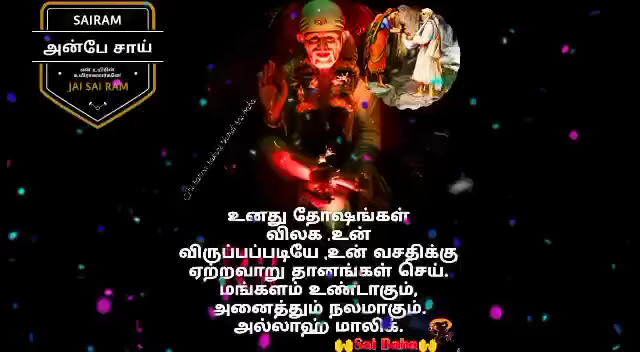 SAIRAM
அன்பே சாய்
JAI SAI RAM
உனது தோஷங்கள்
விலக ,உன்
விருப்பப்படியே ,உன் வசதிக்கு
ஏற்றவாறு தானங்கள் செய்.
மங்களம் உண்டாகும்,
அனைத்தும் நலமாகும்.
அல்லாஹ் மாலிக்.
Sai Baba